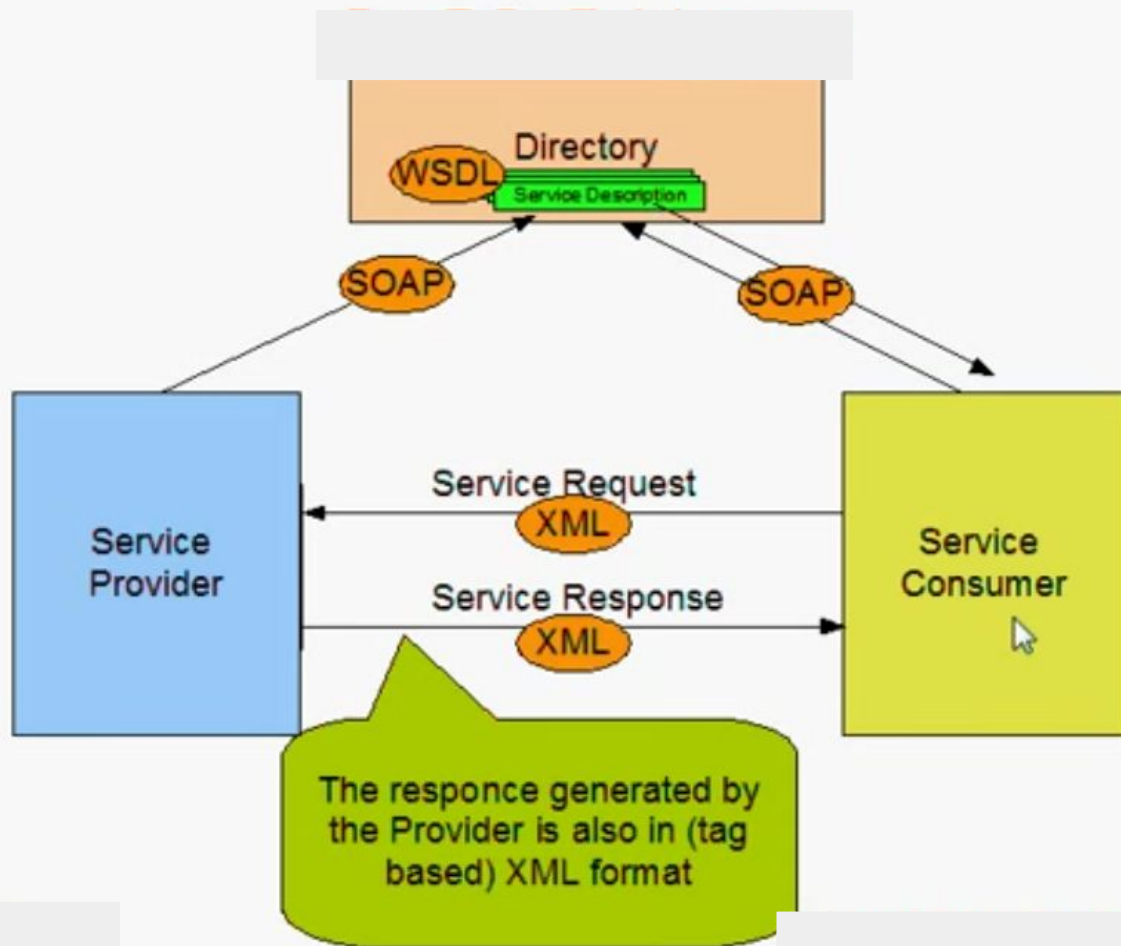 Directory
WSDL
Service Description
SOAP
SOAP
Service Request
XML
Service
Provider
Service
Consumer
Service Response
XML
The responce generated by
the Provider is also in (tag
based) XML format